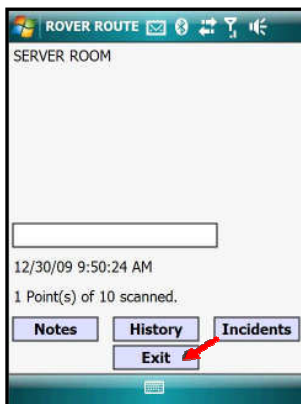 ROVER ROUTE
SERVER ROOM
12/30/09 9:50:24 AM
1 Point(s) of 10 scanned.
Notes History Incidents
Exit